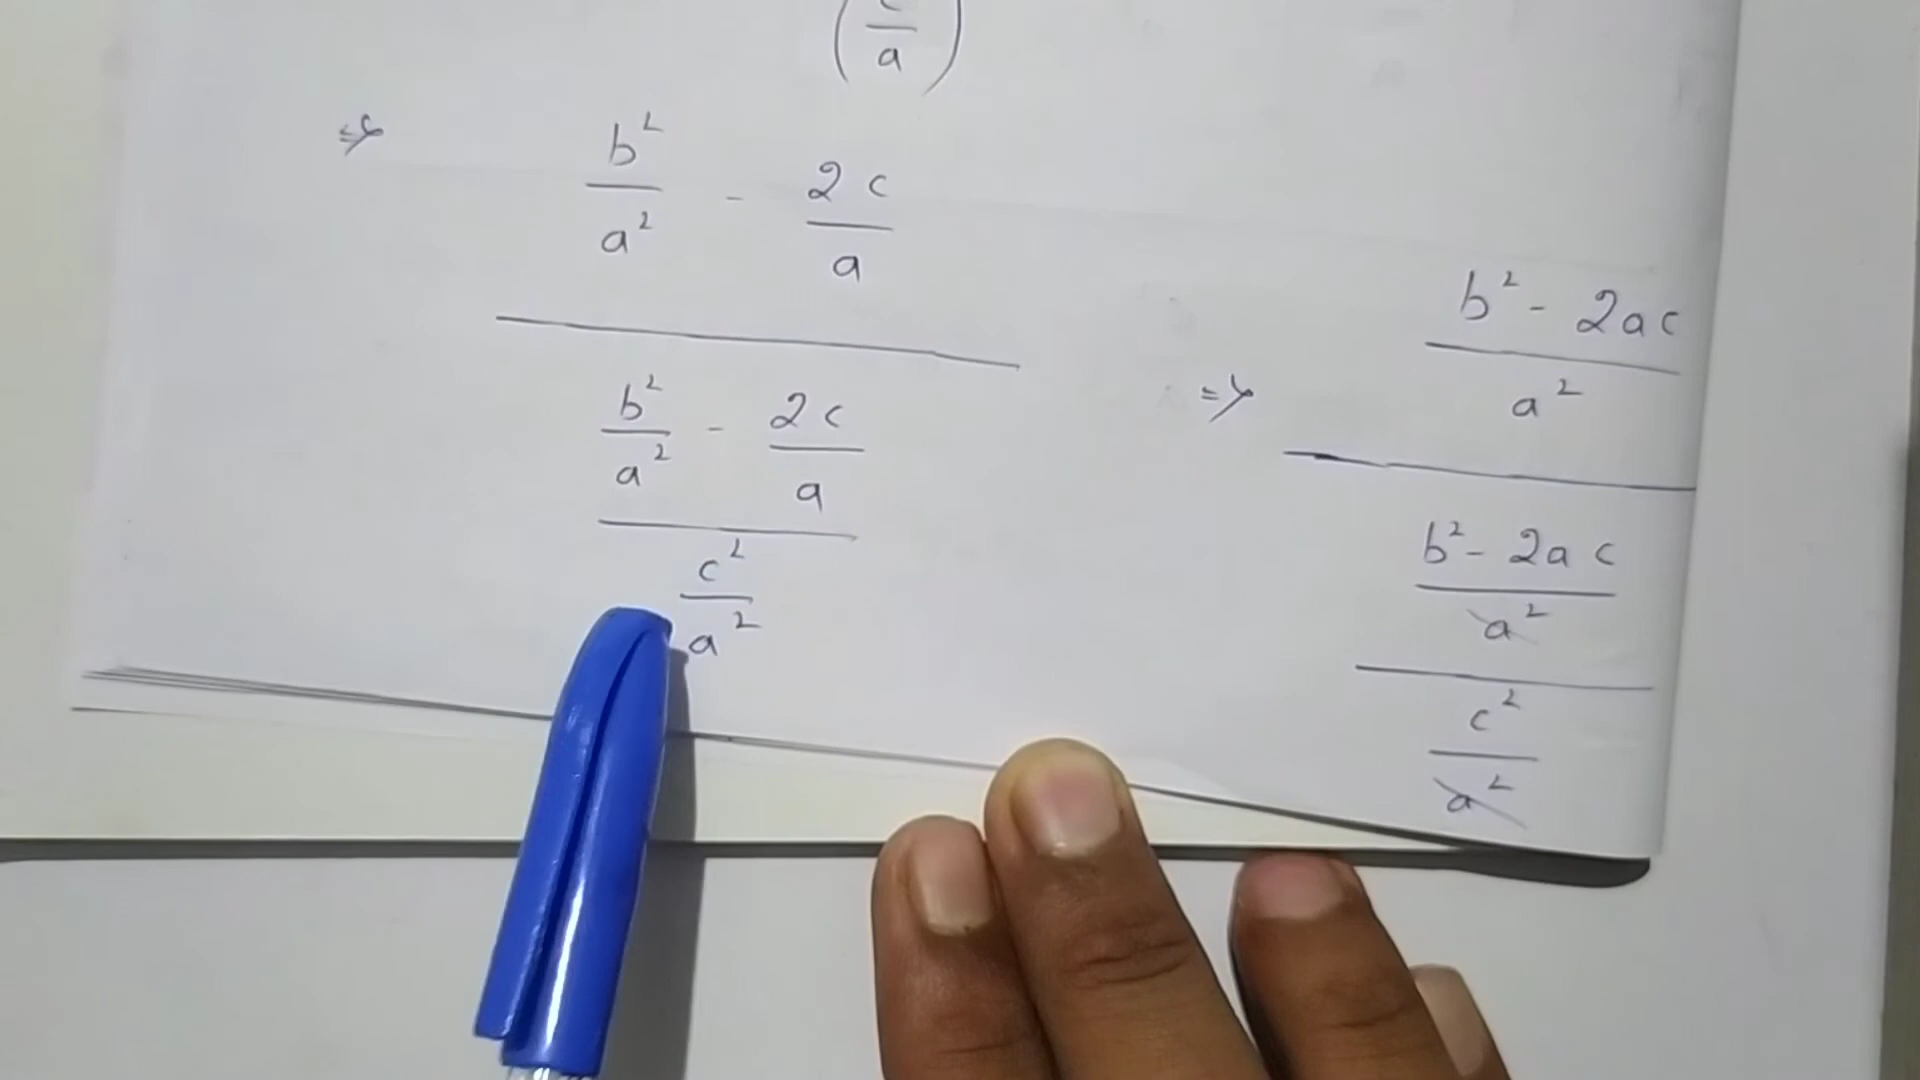 ( c/a )
=> b²/a² - 2c/a
b²/a² - 2c/a
c²/a²
=> b² - 2ac
a²
b² - 2ac
a²
c²
a²